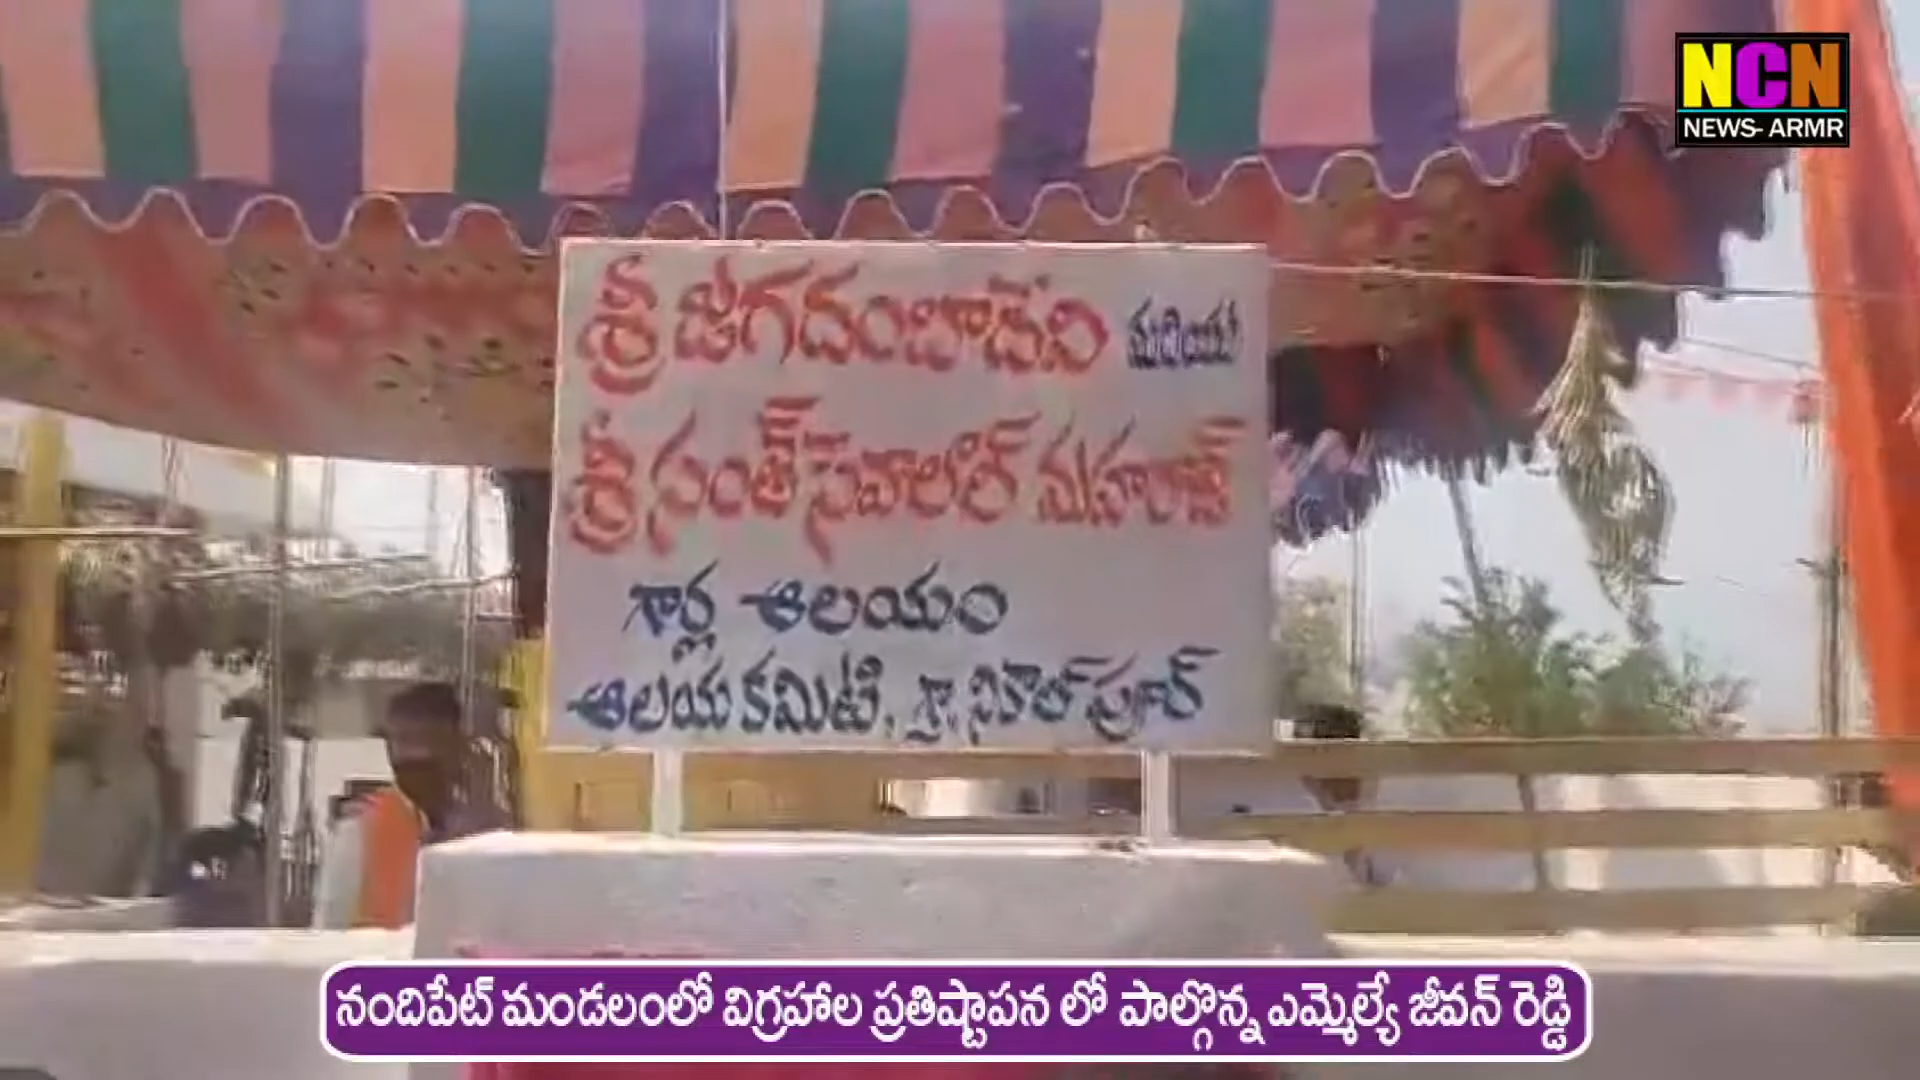 NCN
NEWS- ARMR
శ్రీ జగదంబాదేవి మరియు
శ్రీ సంత్ సేవాలాల్ మహరాజ్
గార్ల ఆలయం
ఆలయ కమిటి, గ్రా. నికాల్‌పూర్
నందిపేట్ మండలంలో విగ్రహాల ప్రతిష్టాపన లో పాల్గొన్న ఎమ్మెల్యే జీవన్ రెడ్డి